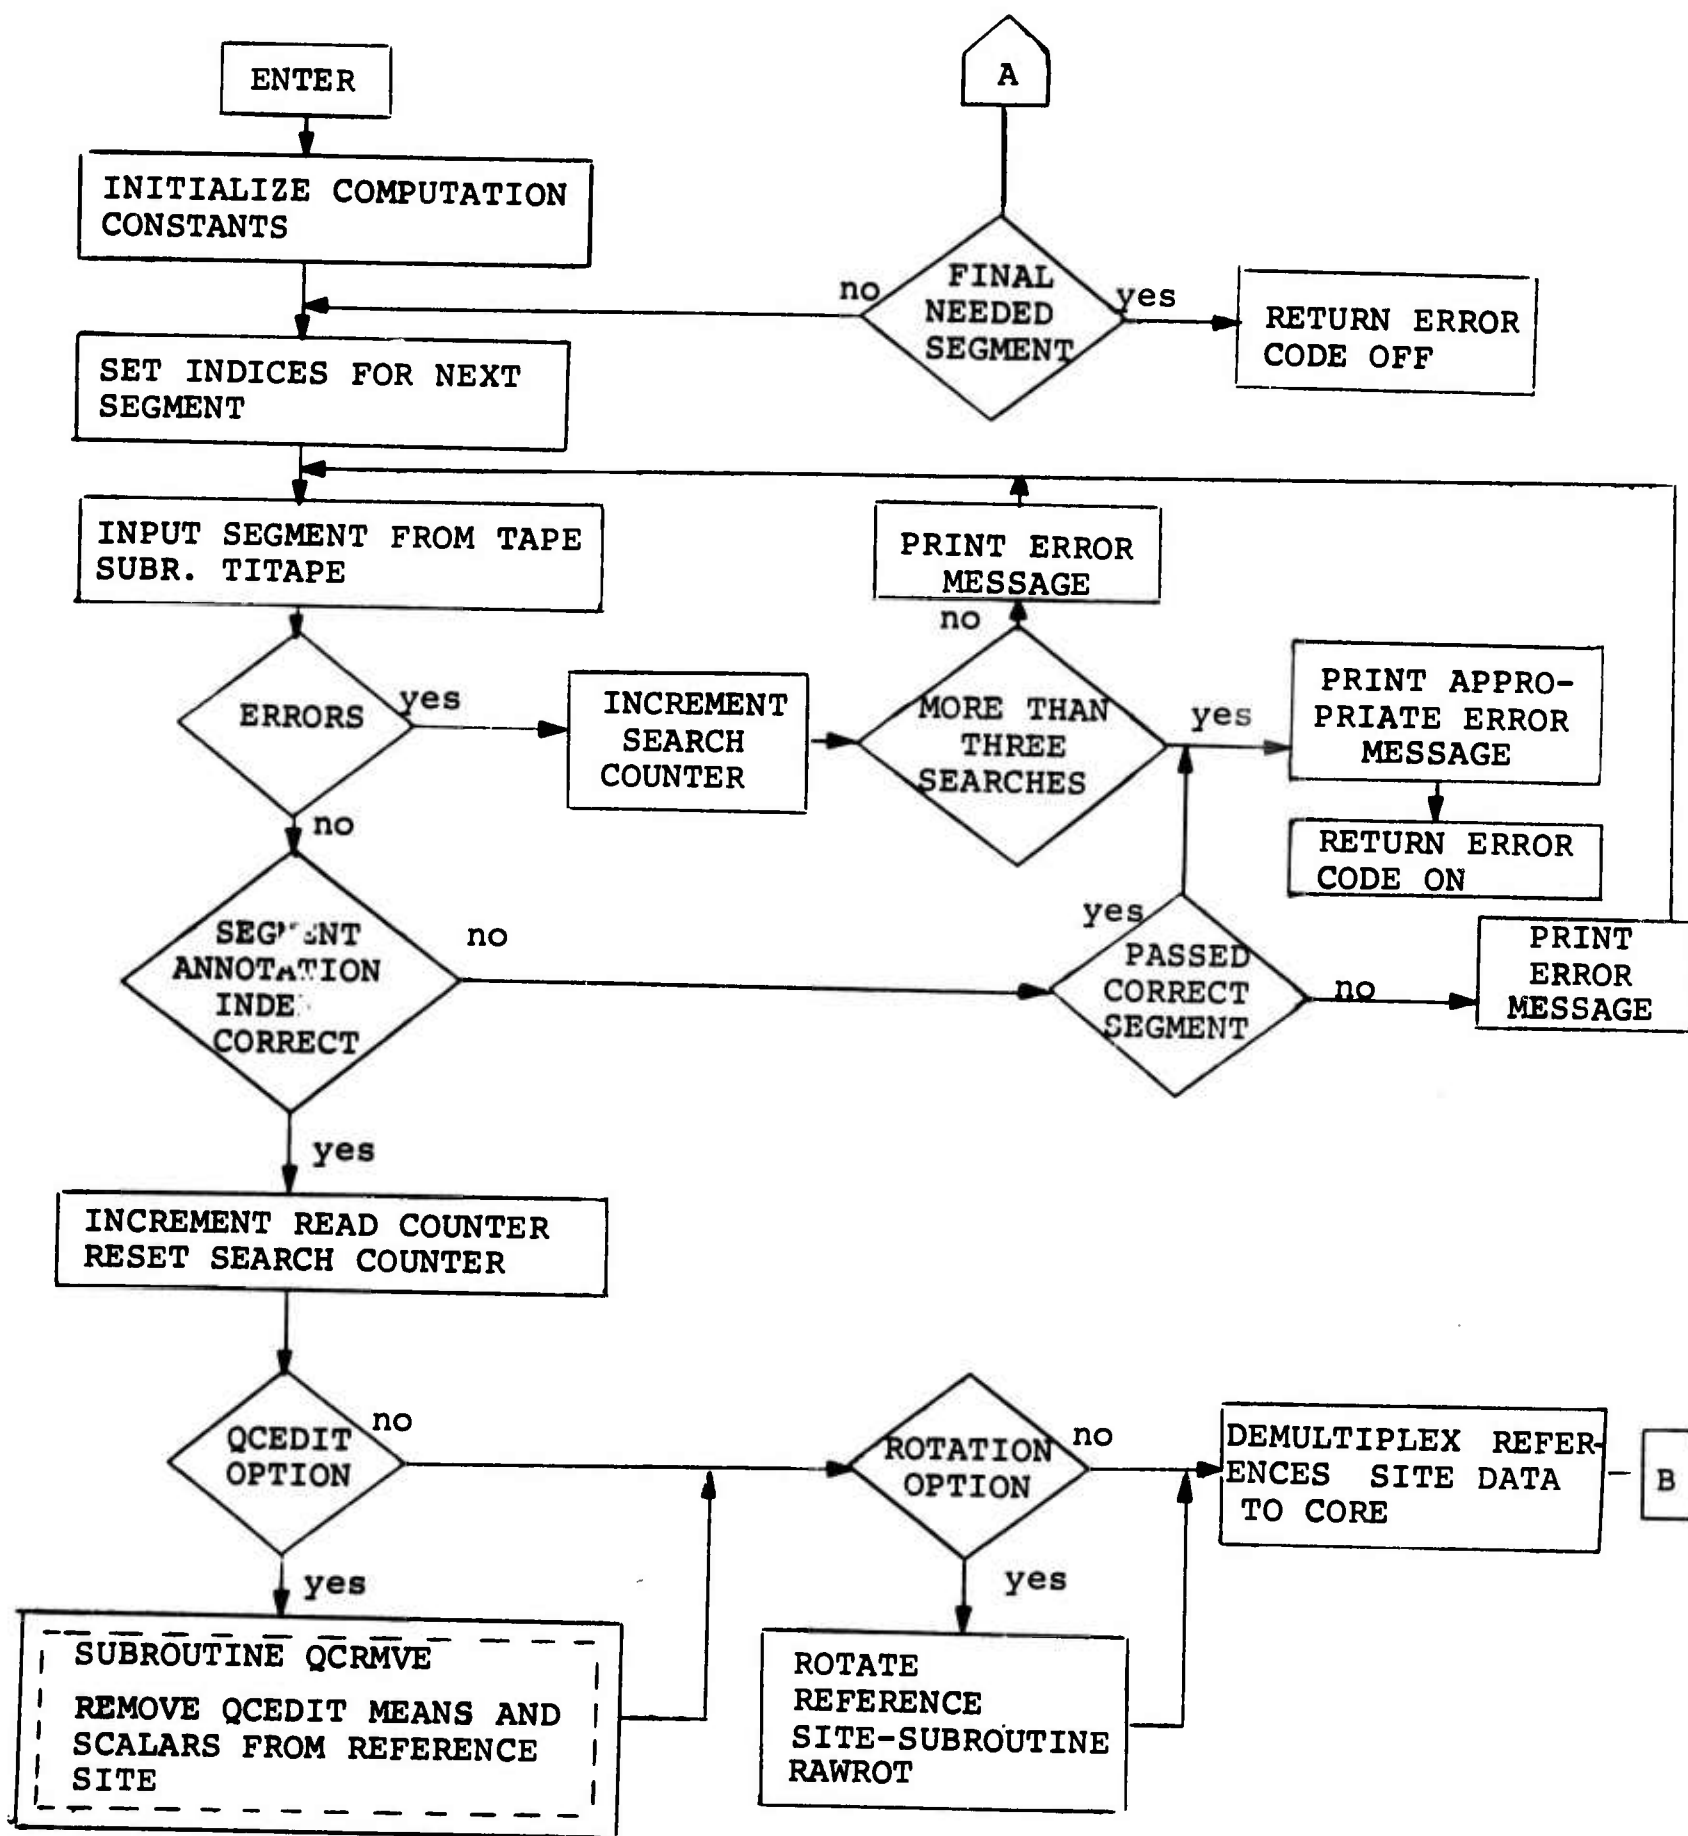 ENTER
A
INITIALIZE COMPUTATION
CONSTANTS
no
FINAL
NEEDED
SEGMENT
yes
RETURN ERROR
CODE OFF
SET INDICES FOR NEXT
SEGMENT
INPUT SEGMENT FROM TAPE
SUBR. TITAPE
PRINT ERROR
MESSAGE
no
ERRORS
yes
INCREMENT
SEARCH
COUNTER
MORE THAN
THREE
SEARCHES
yes
PRINT APPRO-
PRIATE ERROR
MESSAGE
RETURN ERROR
CODE ON
no
ANNOTATION
CORRECT
no
yes
PASSED
CORRECT
SEGMENT
no
PRINT
ERROR
MESSAGE
yes
INCREMENT READ COUNTER
RESET SEARCH COUNTER
QCEDIT
OPTION
no
ROTATION
OPTION
no
DEMULTIPLEX REFER-
ENCES SITE DATA
TO CORE
B
yes
yes
SUBROUTINE QCRMVE
REMOVE QCEDIT MEANS AND
SCALARS FROM REFERENCE
SITE
ROTATE
REFERENCE
SITE-SUBROUTINE
RAWROT